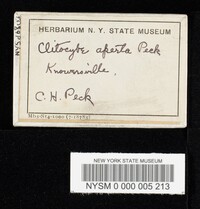 HERBARIUM N. Y. STATE MUSEUM
Clitocybe aperta Peck
Knowersville.
C. H. Peck
NEW YORK STATE MUSEUM
NYSM 0 000 005 213